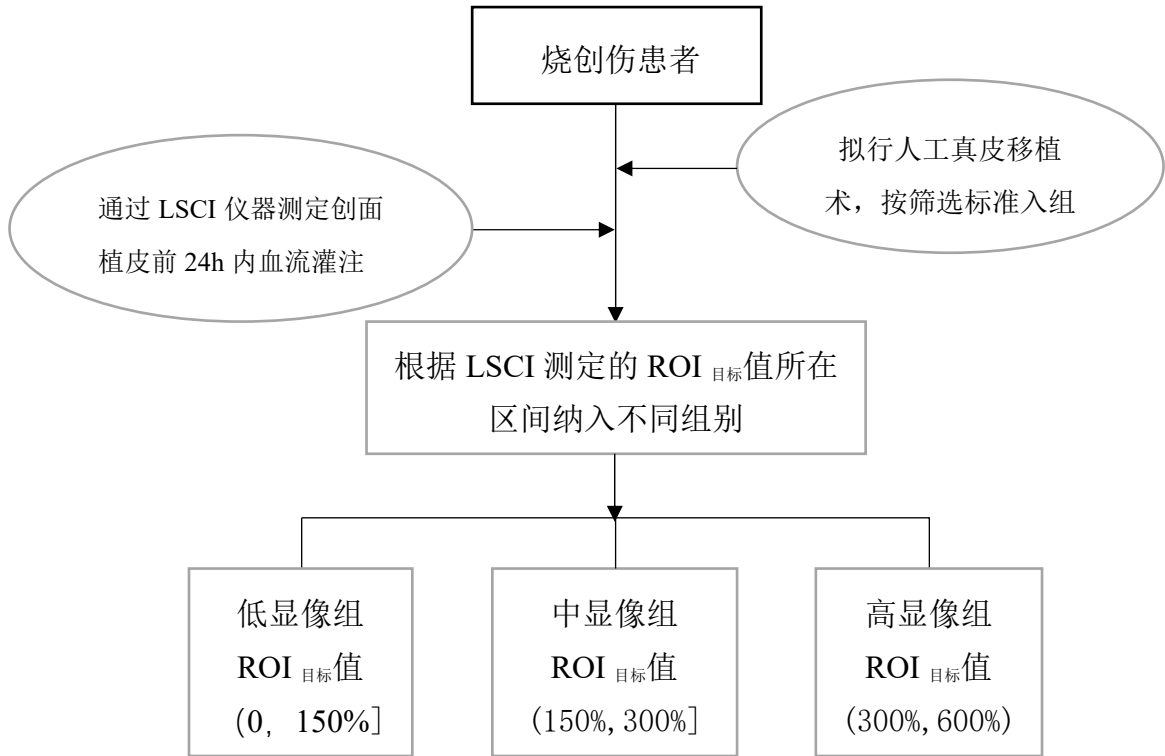 烧创伤患者
拟行人工真皮移植
术，按筛选标准入组
通过 LSCI 仪器测定创面
植皮前 24h 内血流灌注
根据 LSCI 测定的 ROI 目标值所在
区间纳入不同组别
低显像组
ROI 目标值
(0, 150%]
中显像组
ROI 目标值
(150%, 300%]
高显像组
ROI 目标值
(300%, 600%)